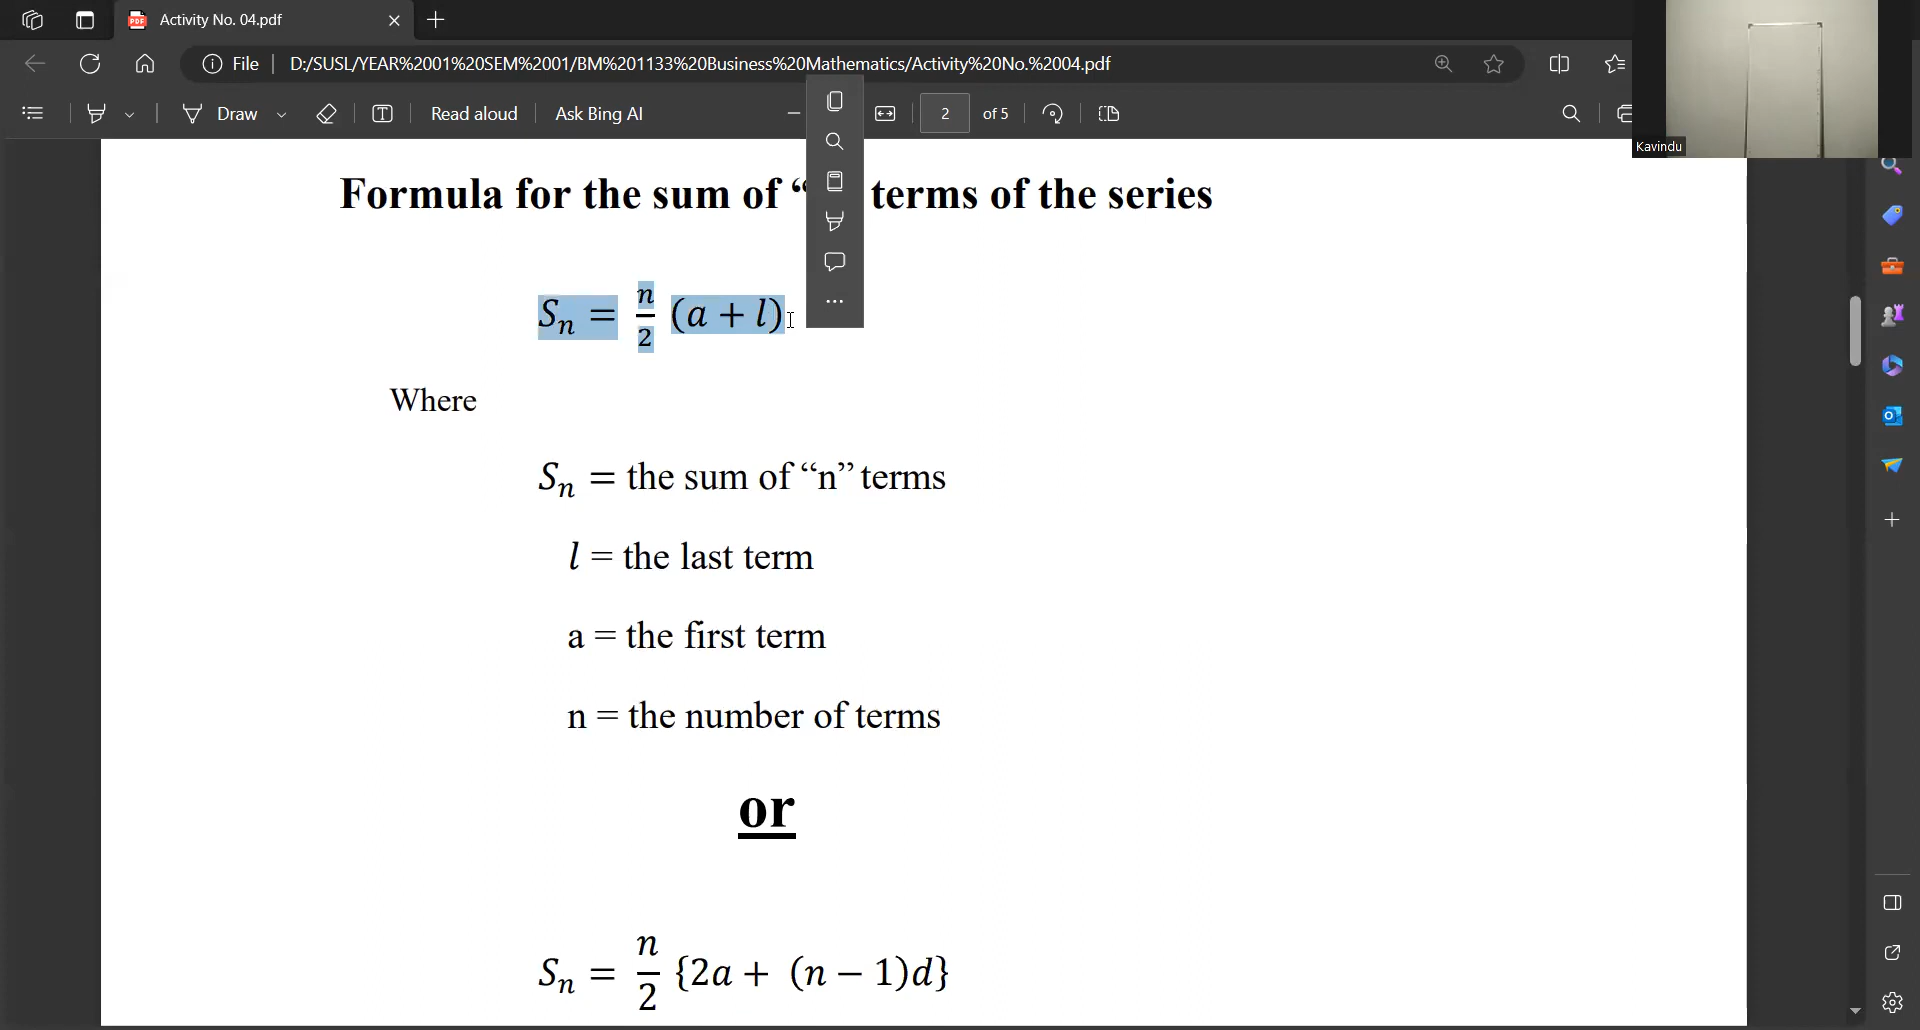 Activity No. 04.pdf
File | D:/SUSL/YEAR%2001%20SEM%2001/BM%201133%20Business%20Mathematics/Activity%20No.%2004.pdf
Draw
Read aloud
Ask Bing AI
2 of 5
Kavindu
Formula for the sum of “ terms of the series
Sₙ = n/2 (a + l)
Where
Sₙ = the sum of “n” terms
l = the last term
a = the first term
n = the number of terms
or
Sₙ = n/2 {2a + (n − 1)d}